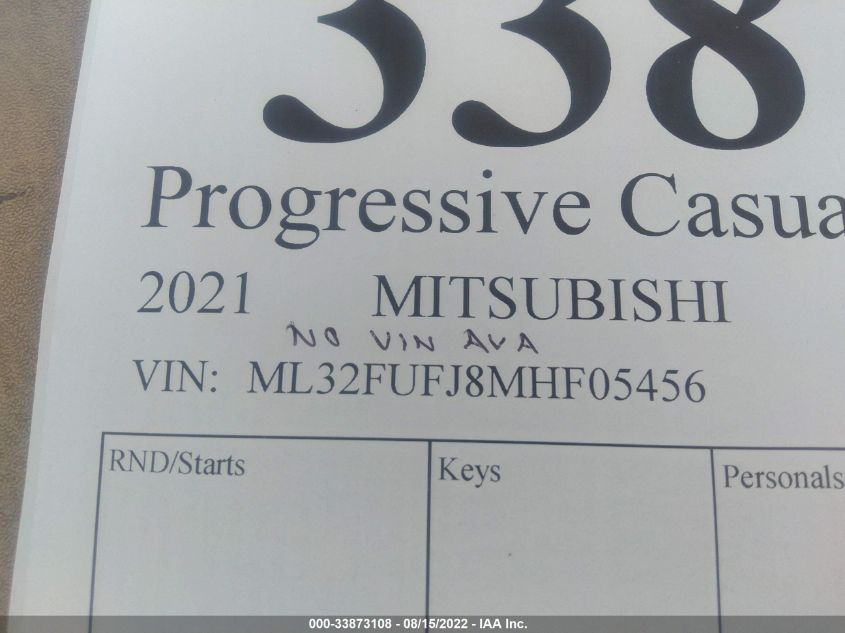 338
Progressive Casua
2021 MITSUBISHI
NO VIN AVA
VIN: ML32FUFJ8MHF05456
RND/Starts Keys Personals
000-33873108 - 08/15/2022 - IAA Inc.